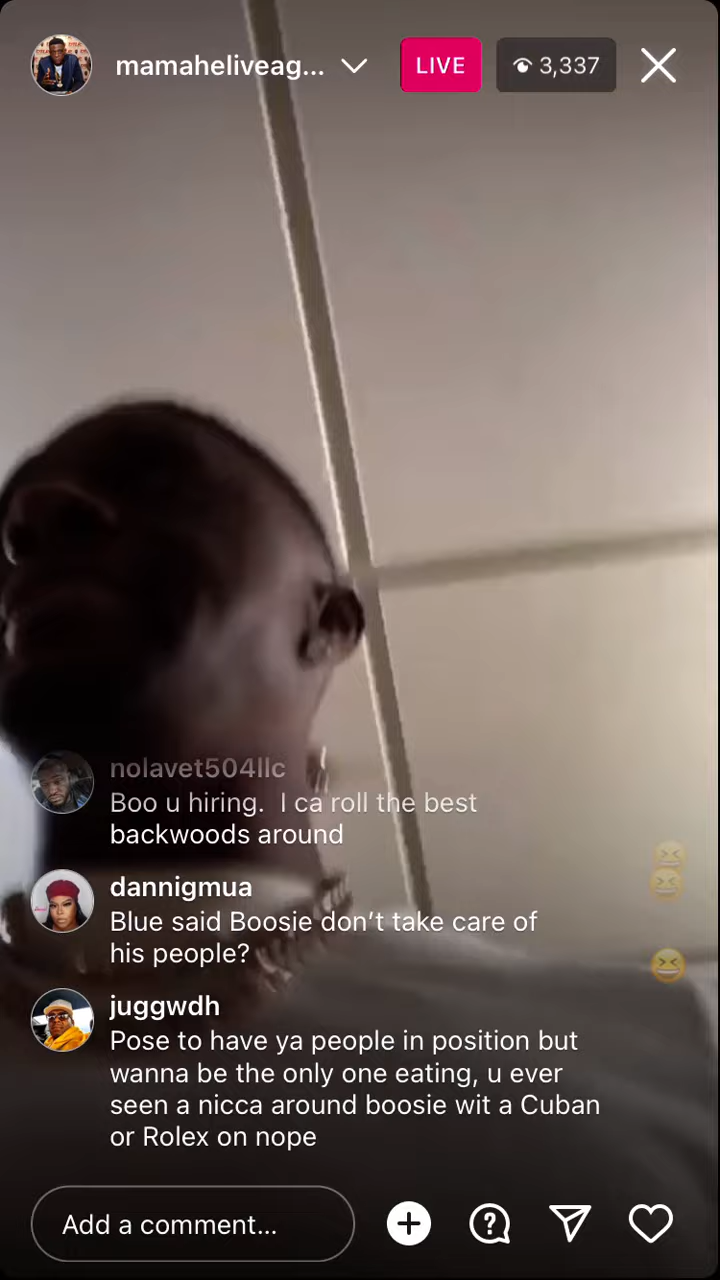 mamaheliveag...
LIVE
3,337
nolavet504llc
Boo u hiring. I ca roll the best
backwoods around
dannigmua
Blue said Boosie don't take care of
his people?
juggwdh
Pose to have ya people in position but
wanna be the only one eating, u ever
seen a nicca around boosie wit a Cuban
or Rolex on nope
Add a comment...